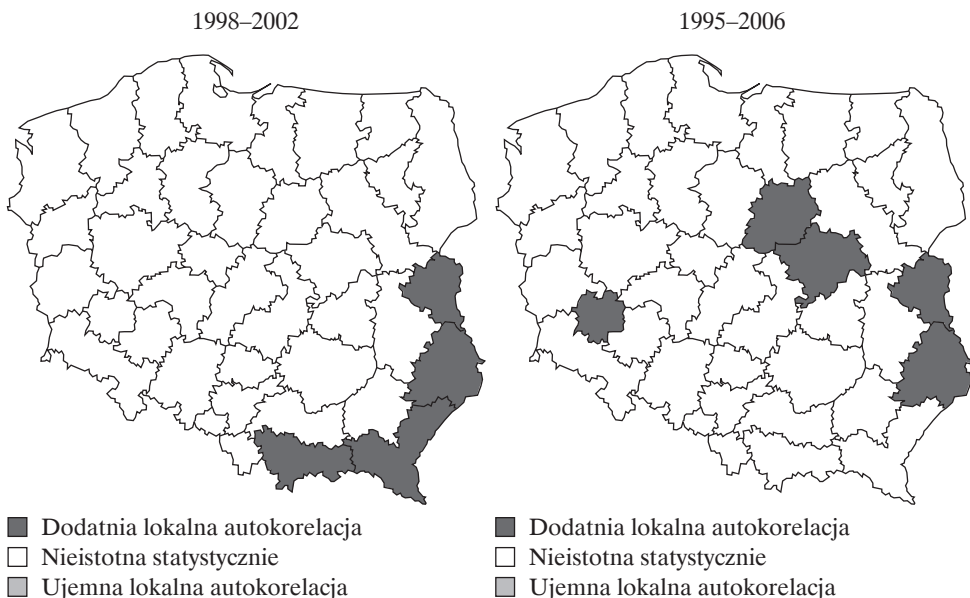 1998–2002
1995–2006
Dodatnia lokalna autokorelacja
Nieistotna statystycznie
Ujemna lokalna autokorelacja
Dodatnia lokalna autokorelacja
Nieistotna statystycznie
Ujemna lokalna autokorelacja